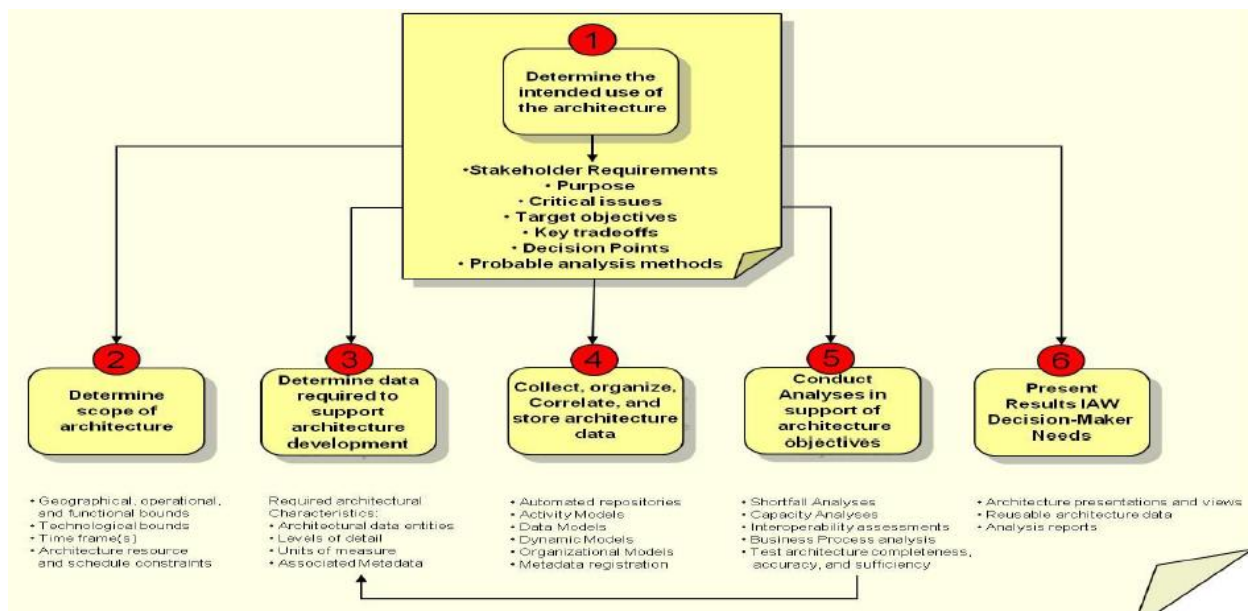 1
Determine the
intended use of
the architecture
•Stakeholder Requirements
• Purpose
• Critical issues
• Target objectives
• Key tradeoffs
• Decision Points
• Probable analysis methods
2
Determine
scope of
architecture
• Geographical, operational,
and functional bounds
• Technological bounds
• Time frame(s)
• Architecture resource
and schedule constraints
3
Determine data
required to
support
architecture
development
Required architectural
Characteristics:
• Architectural data entities
• Levels of detail
• Units of measure
• Associated Metadata
4
Collect, organize,
Correlate, and
store architecture
data
• Automated repositories
• Activity Models
• Data Models
• Dynamic Models
• Organizational Models
• Metadata registration
5
Conduct
Analyses in
support of
architecture
objectives
• Shortfall Analyses
• Capacity Analyses
• Interoperability assessments
• Business Process analysis
• Test architecture completeness,
accuracy, and sufficiency
6
Present
Results IAW
Decision-Maker
Needs
• Architecture presentations and views
• Reusable architecture data
• Analysis reports